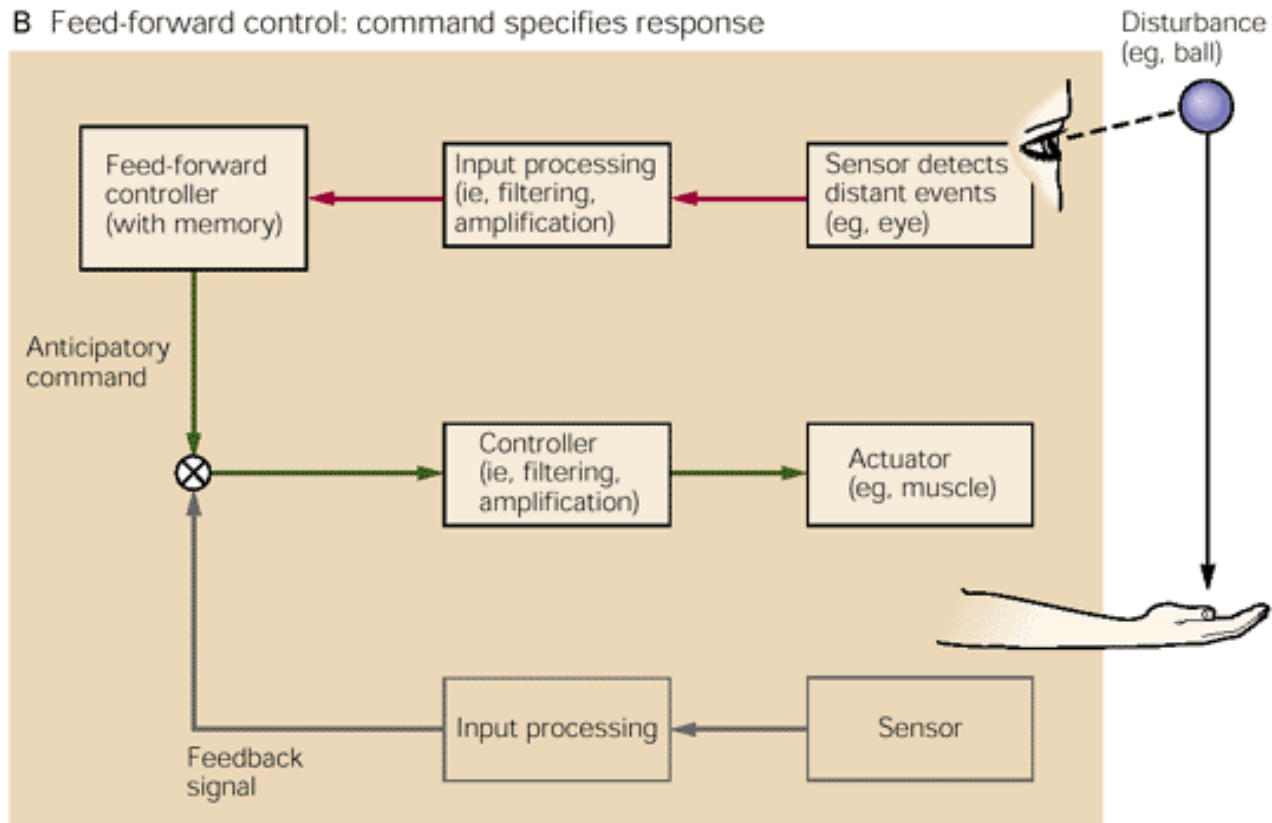 B Feed-forward control: command specifies response
Disturbance
(eg, ball)
Feed-forward
controller
(with memory)
Input processing
(ie, filtering,
amplification)
Sensor detects
distant events
(eg, eye)
Anticipatory
command
Controller
(ie, filtering,
amplification)
Actuator
(eg, muscle)
Input processing
Sensor
Feedback
signal